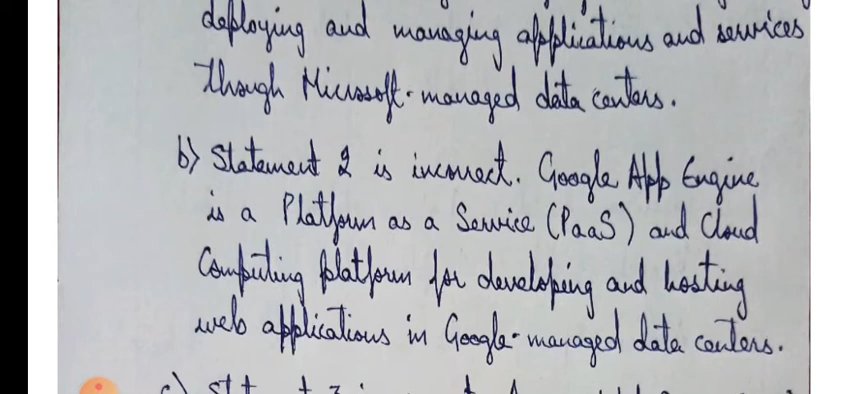 deploying and managing applications and services
though Microsoft-managed data centers.
b) Statement 2 is incorrect. Google App Engine
is a Platform as a Service (PaaS) and Cloud
Computing platform for developing and hosting
web applications in Google-managed data centers.